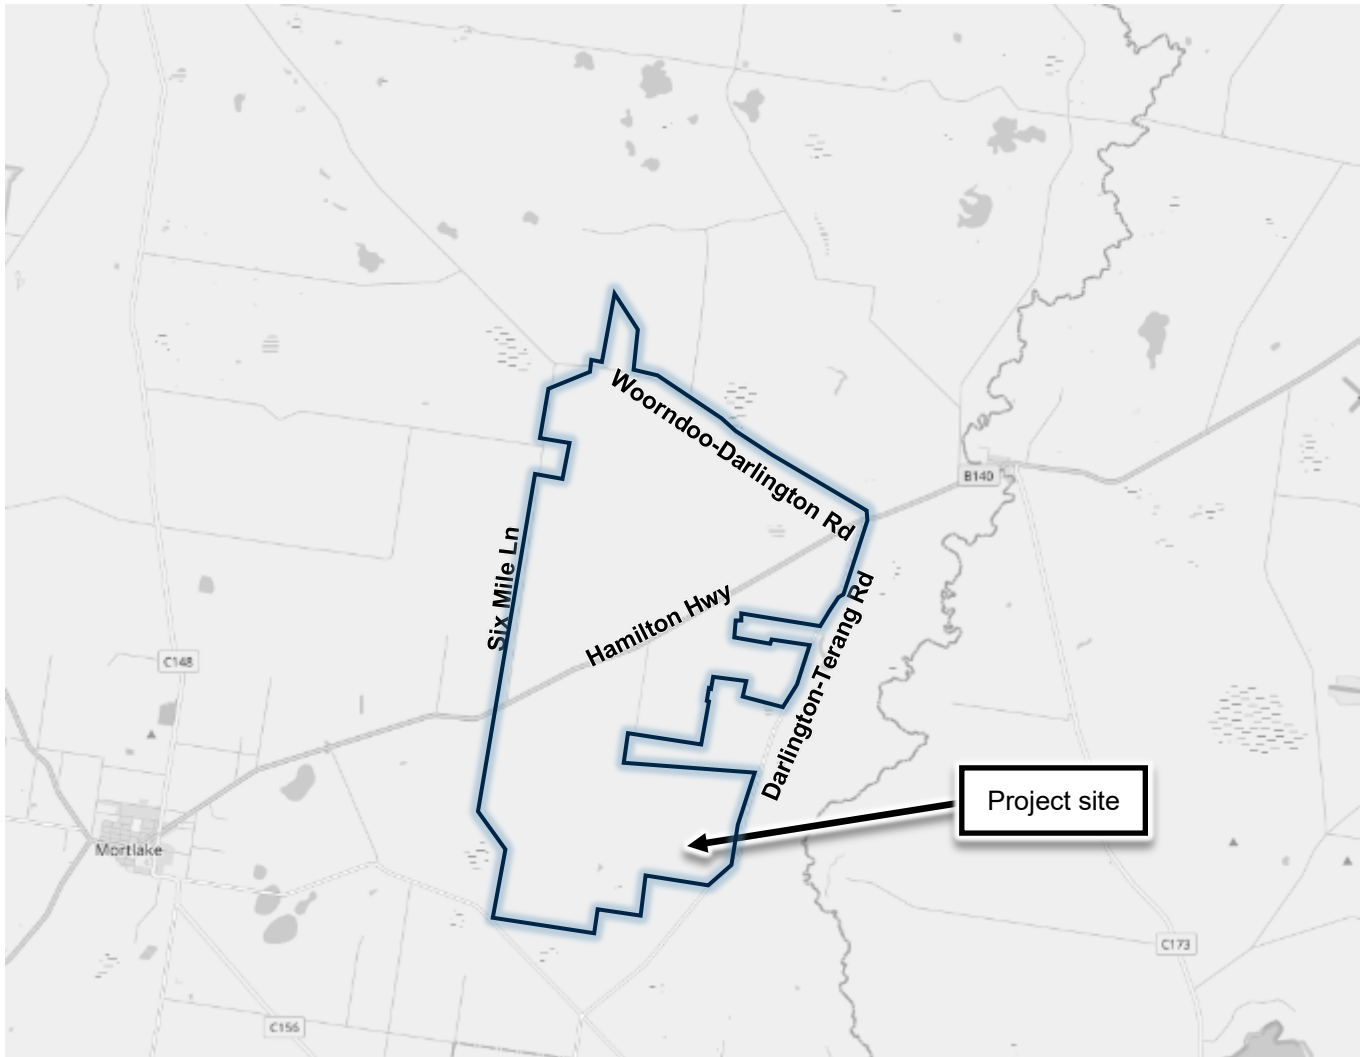 Woorndoo-Darlington Rd
B140
Six Mile Ln
Hamilton Hwy
Darlington-Terang Rd
C148
Project site
Mortlake
C173
C156